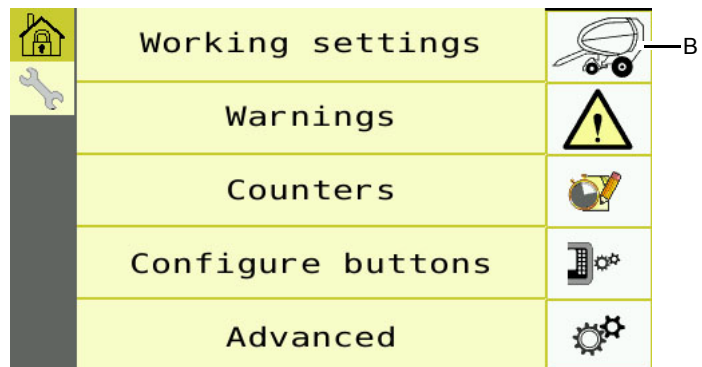 Working settings
B
Warnings
Counters
Configure buttons
Advanced